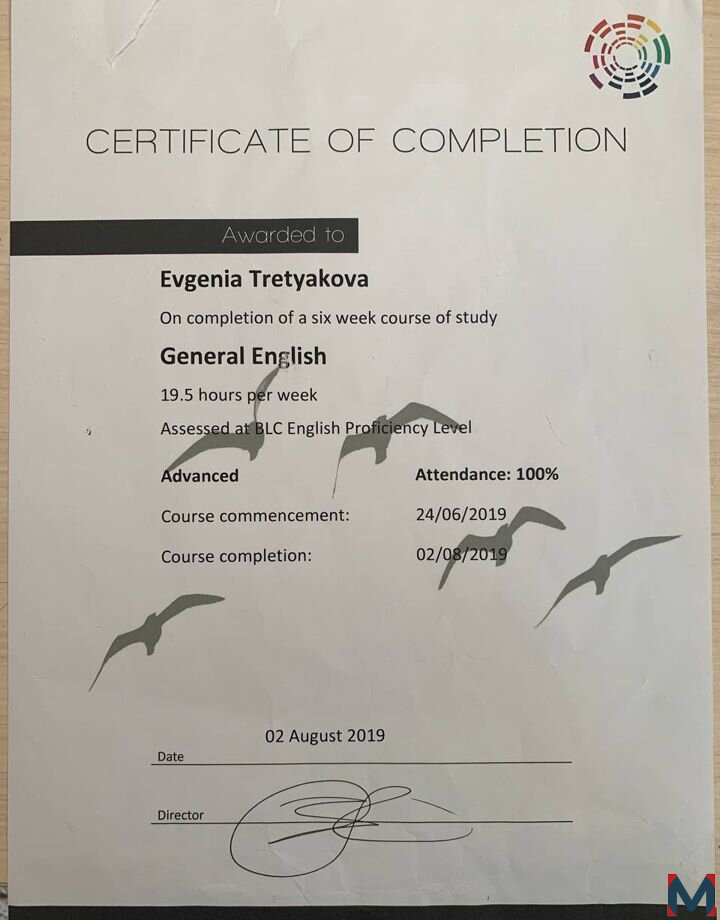 CERTIFICATE OF COMPLETION
Awarded to
Evgenia Tretyakova
On completion of a six week course of study
General English
19.5 hours per week
Assessed at BLC English Proficiency Level
Advanced Attendance: 100%
Course commencement: 24/06/2019
Course completion: 02/08/2019
02 August 2019
Date
Director
M